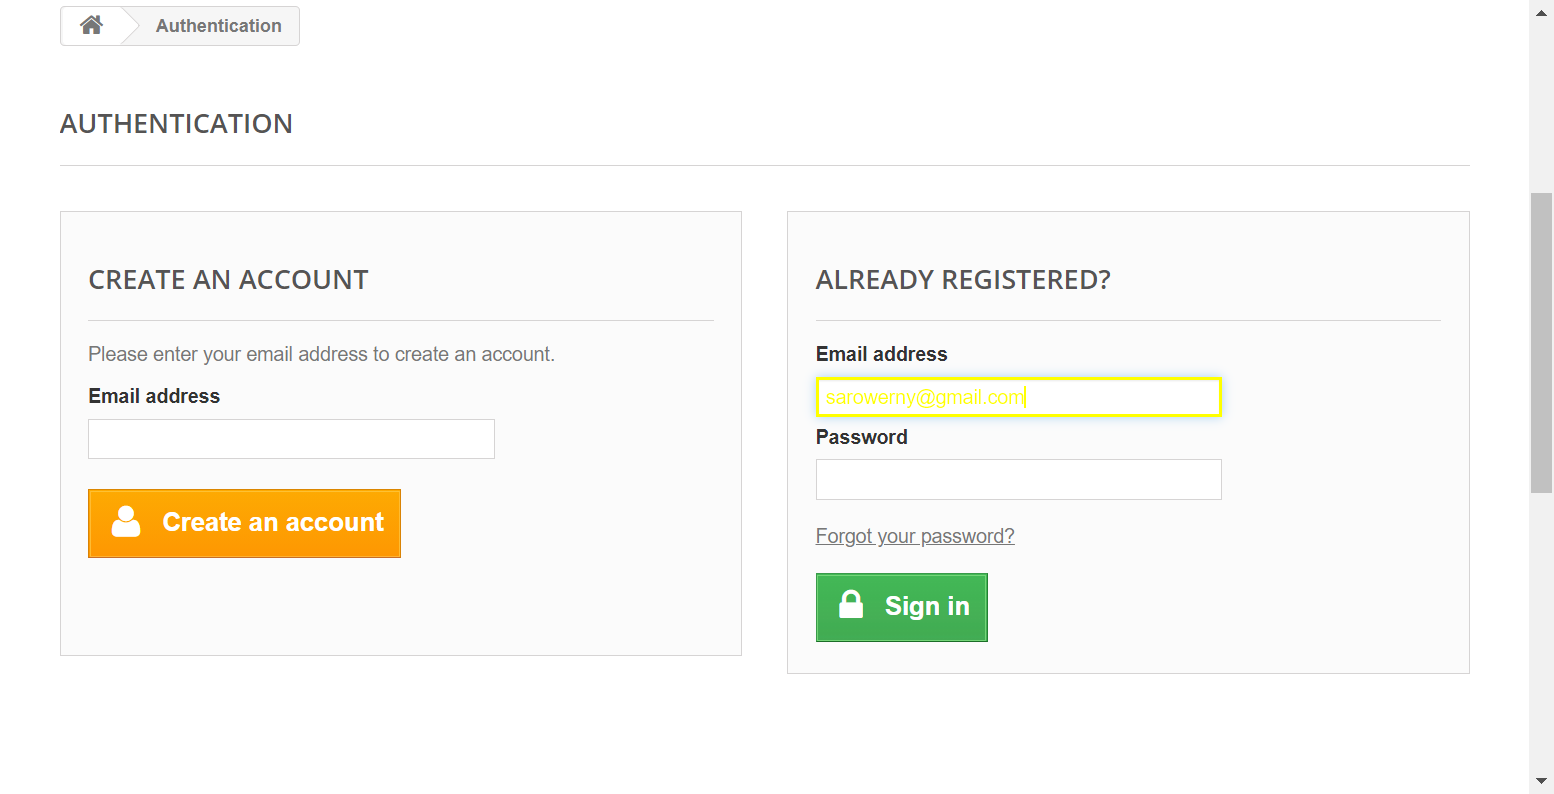 Authentication
AUTHENTICATION
CREATE AN ACCOUNT
Please enter your email address to create an account.
Email address
Create an account
ALREADY REGISTERED?
Email address
sarowerny@gmail.com
Password
Forgot your password?
Sign in